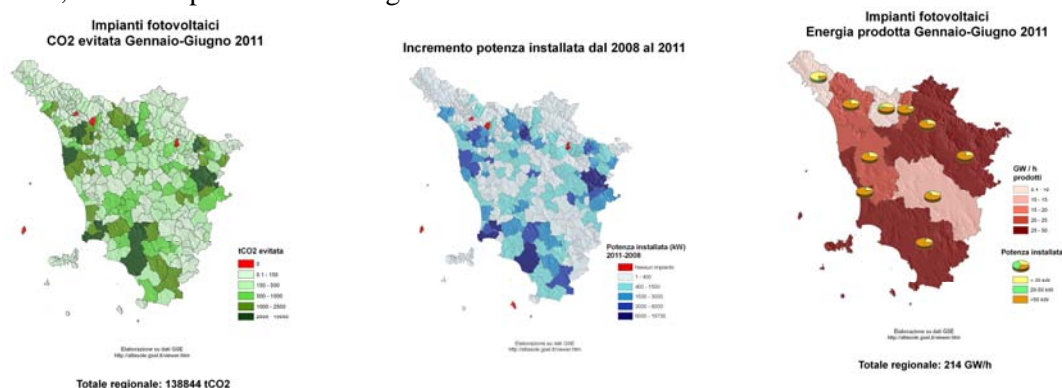 Impianti fotovoltaici
CO2 evitata Gennaio-Giugno 2011
tCO2 evitata
0
0.1 - 150
150 - 500
500 - 1000
1000 - 2500
Elaborazione su dati GSE
Totale regionale: 138844 tCO2
Incremento potenza installata dal 2008 al 2011
Potenza installata (kW)
2011-2008
Nessun impianto
1 - 400
400 - 1500
1500 - 3000
3000 - 6000
Elaborazione su dati GSE
Impianti fotovoltaici
Energia prodotta Gennaio-Giugno 2011
GW / h
prodotti
0.1 - 10
10 - 15
15 - 20
20 - 25
25 - 50
Potenza installata
< 20 kW
20-50 kW
>50 kW
Elaborazione su dati GSE
Totale regionale: 214 GW/h